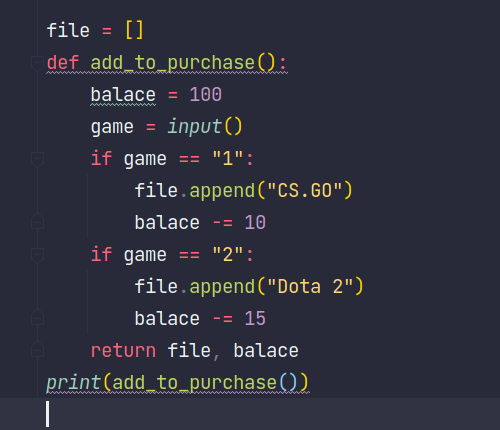 file = []
def add_to_purchase():
    balace = 100
    game = input()
    if game == "1":
        file.append("CS.GO")
        balace -= 10
    if game == "2":
        file.append("Dota 2")
        balace -= 15
    return file, balace
print(add_to_purchase())